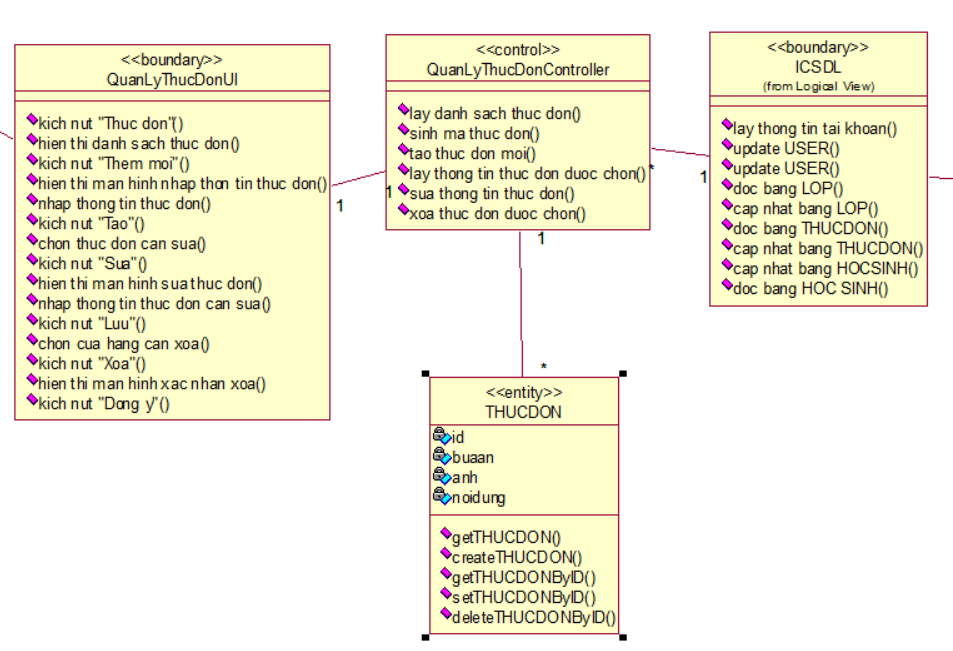 <<boundary>>
QuanLyThucDonUI
kich nut "Thuc don"()
hien thi danh sach thuc don()
kich nut "Them moi"()
hien thi man hinh nhap thon tin thuc don()
nhap thong tin thuc don()
kich nut "Tao"()
chon thuc don can sua()
kich nut "Sua"()
hien thi man hinh sua thuc don()
nhap thong tin thuc don can sua()
kich nut "Luu"()
chon cua hang can xoa()
kich nut "Xoa"()
hien thi man hinh xac nhan xoa()
kich nut "Dong y"()
1
1
<<control>>
QuanLyThucDonController
lay danh sach thuc don()
sinh ma thuc don()
tao thuc don moi()
lay thong tin thuc don duoc chon()
sua thong tin thuc don()
xoa thuc don duoc chon()
*
1
<<boundary>>
ICSDL
(from Logical View)
lay thong tin tai khoan()
update USER()
update USER()
doc bang LOP()
cap nhat bang LOP()
doc bang THUCDON()
cap nhat bang THUCDON()
cap nhat bang HOCSINH()
doc bang HOC SINH()
1
*
<<entity>>
THUCDON
id
buaan
anh
noidung
getTHUCDON()
createTHUCDON()
getTHUCDONByID()
setTHUCDONByID()
deleteTHUCDONByID()